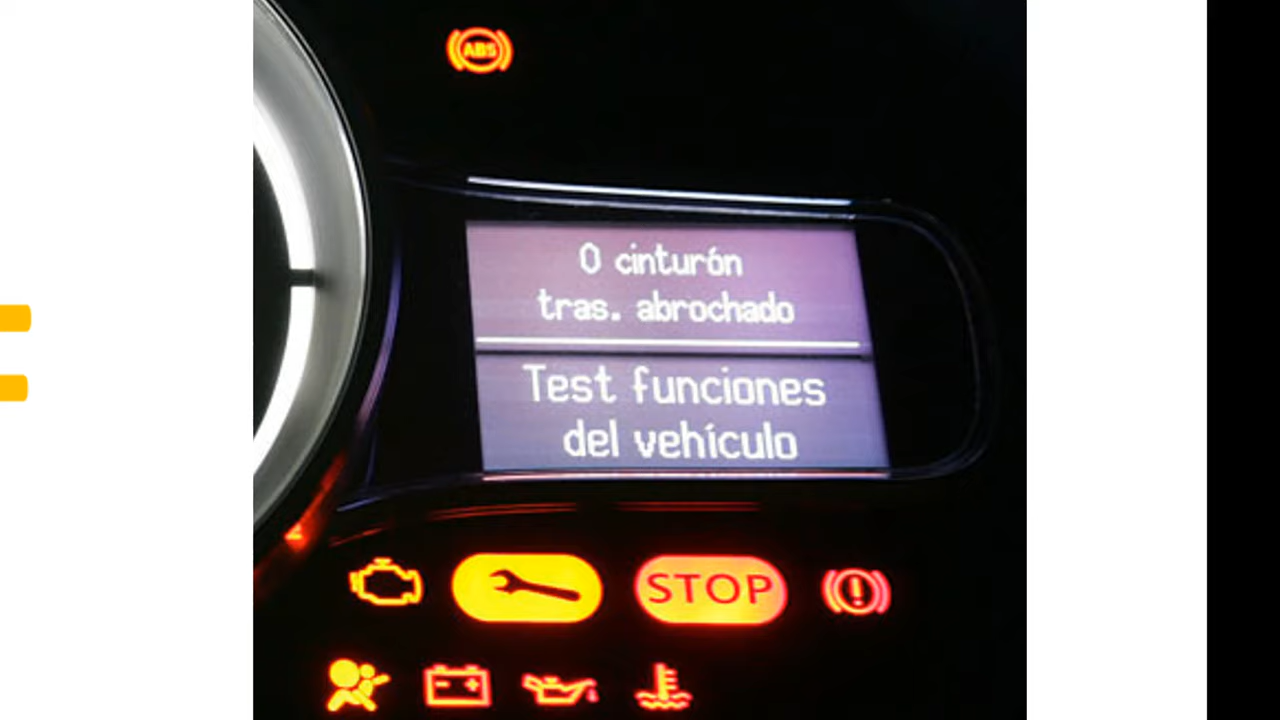 ABS
0 cinturón
tras. abrochado
Test funciones
del vehículo
STOP